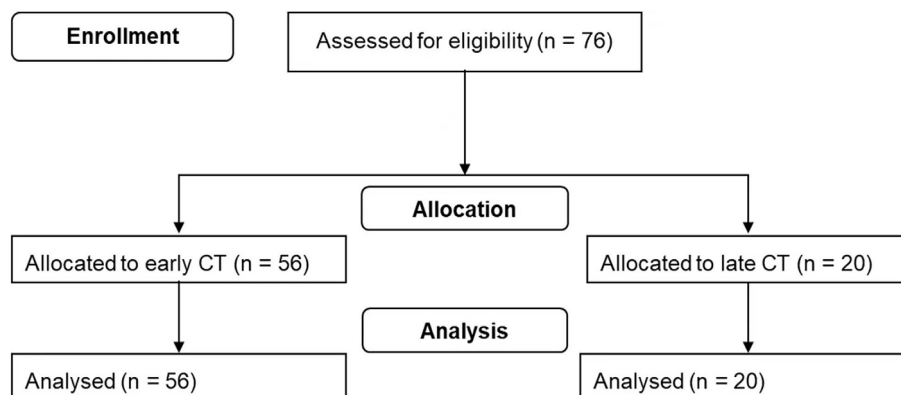 Enrollment
Assessed for eligibility (n = 76)
Allocation
Allocated to early CT (n = 56)
Allocated to late CT (n = 20)
Analysis
Analysed (n = 56)
Analysed (n = 20)